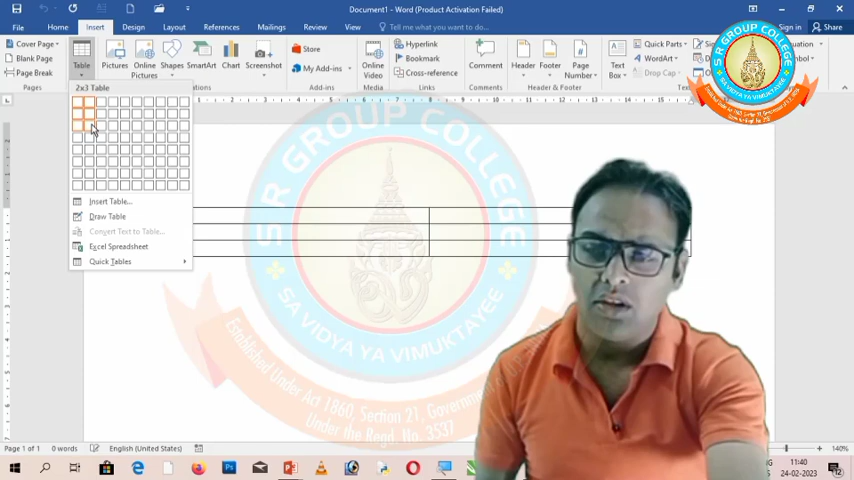 Document1 - Word (Product Activation Failed)
File Home Insert Design Layout References Mailings Review View Tell me what you want to do... Sign in Share
Cover Page
Blank Page
Page Break
Pages
Table
Pictures
Online Pictures
Shapes
SmartArt
Chart
Screenshot
Store
My Add-ins
Add-ins
Online Video
Hyperlink
Bookmark
Cross-reference
Links
Comment
Comments
Header
Footer
Page Number
Header & Footer
Text Box
Quick Parts
WordArt
Drop Cap
2x3 Table
Insert Table...
Draw Table
Convert Text to Table...
Excel Spreadsheet
Quick Tables
S R GROUP COLLEGE
SA VIDYA YA VIMUKTAYEE
SA VIDYA YA VIMUKTAYEE
Established Under Act 1860, Section 21, Government
Under the Regd. No. 3537
Page 1 of 1 0 words English (United States) 140%
11:40
24-02-2023